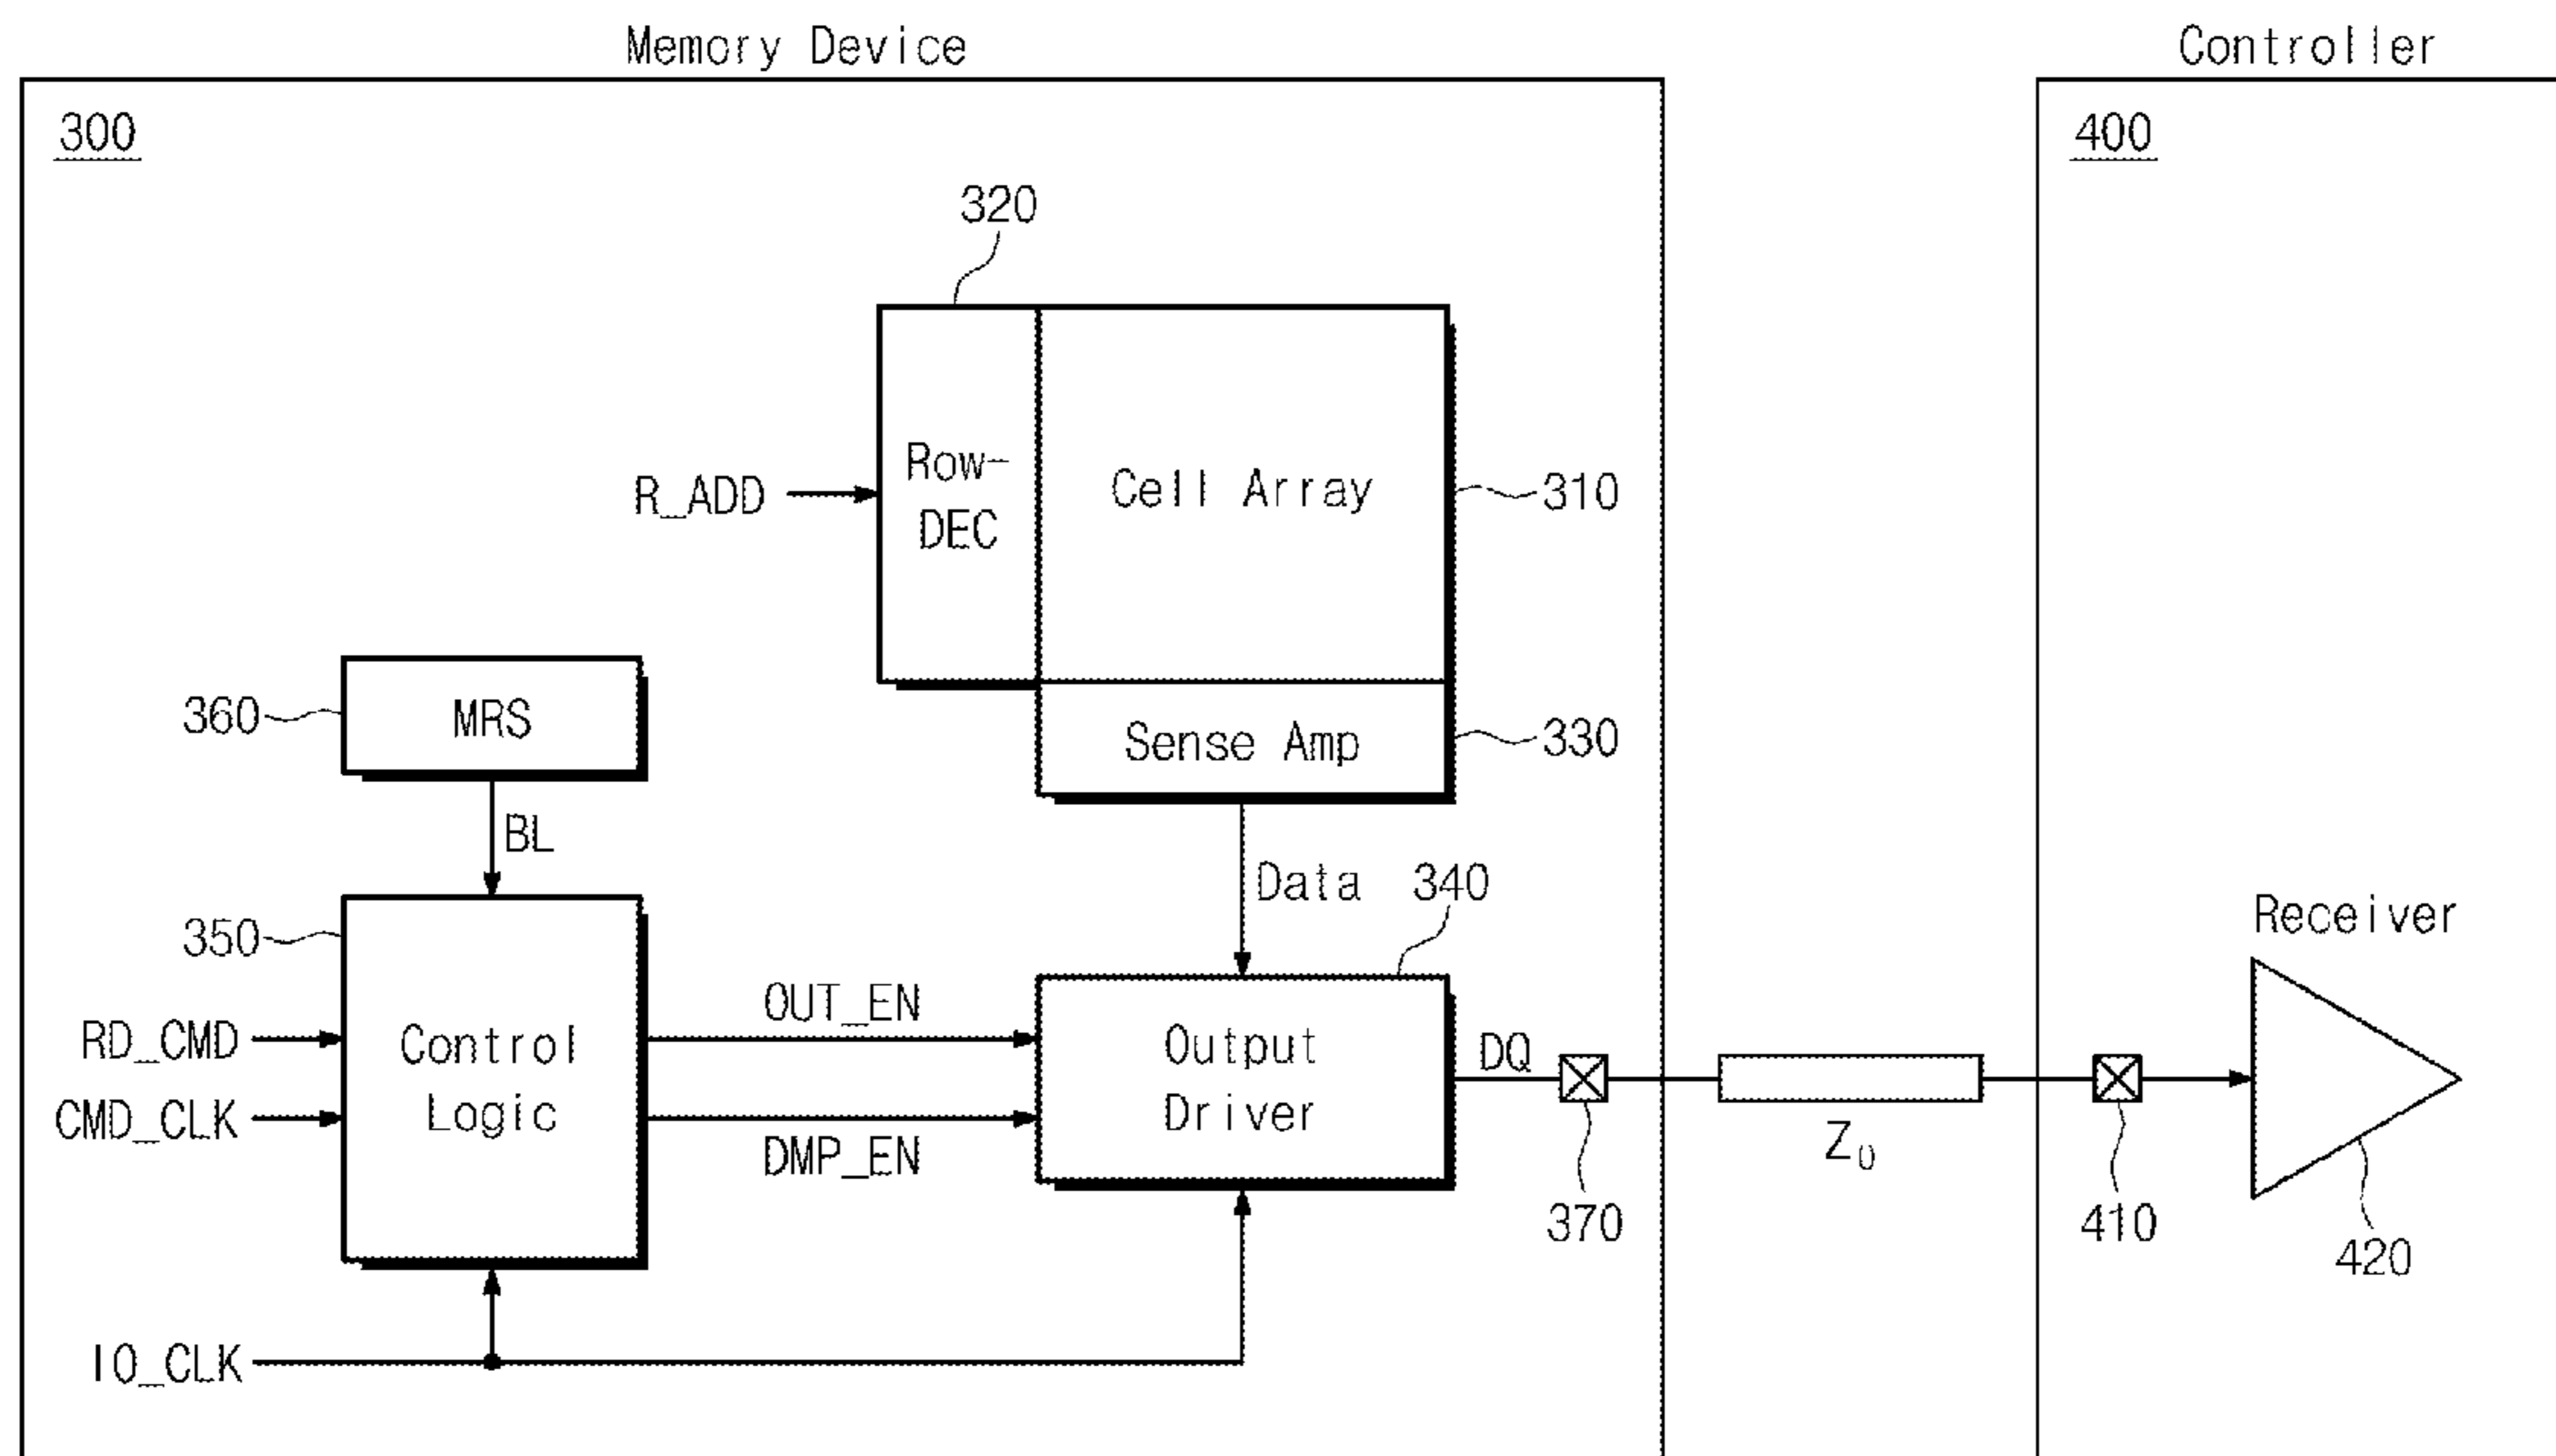 Memory Device
Controller
300
400
320
Row-
DEC
Cell Array
R_ADD
310
360
MRS
Sense Amp
330
BL
Data
340
350
Receiver
OUT_EN
RD_CMD
Control
Logic
Output
Driver
DQ
CMD_CLK
DMP_EN
Z₀
370
410
420
IO_CLK